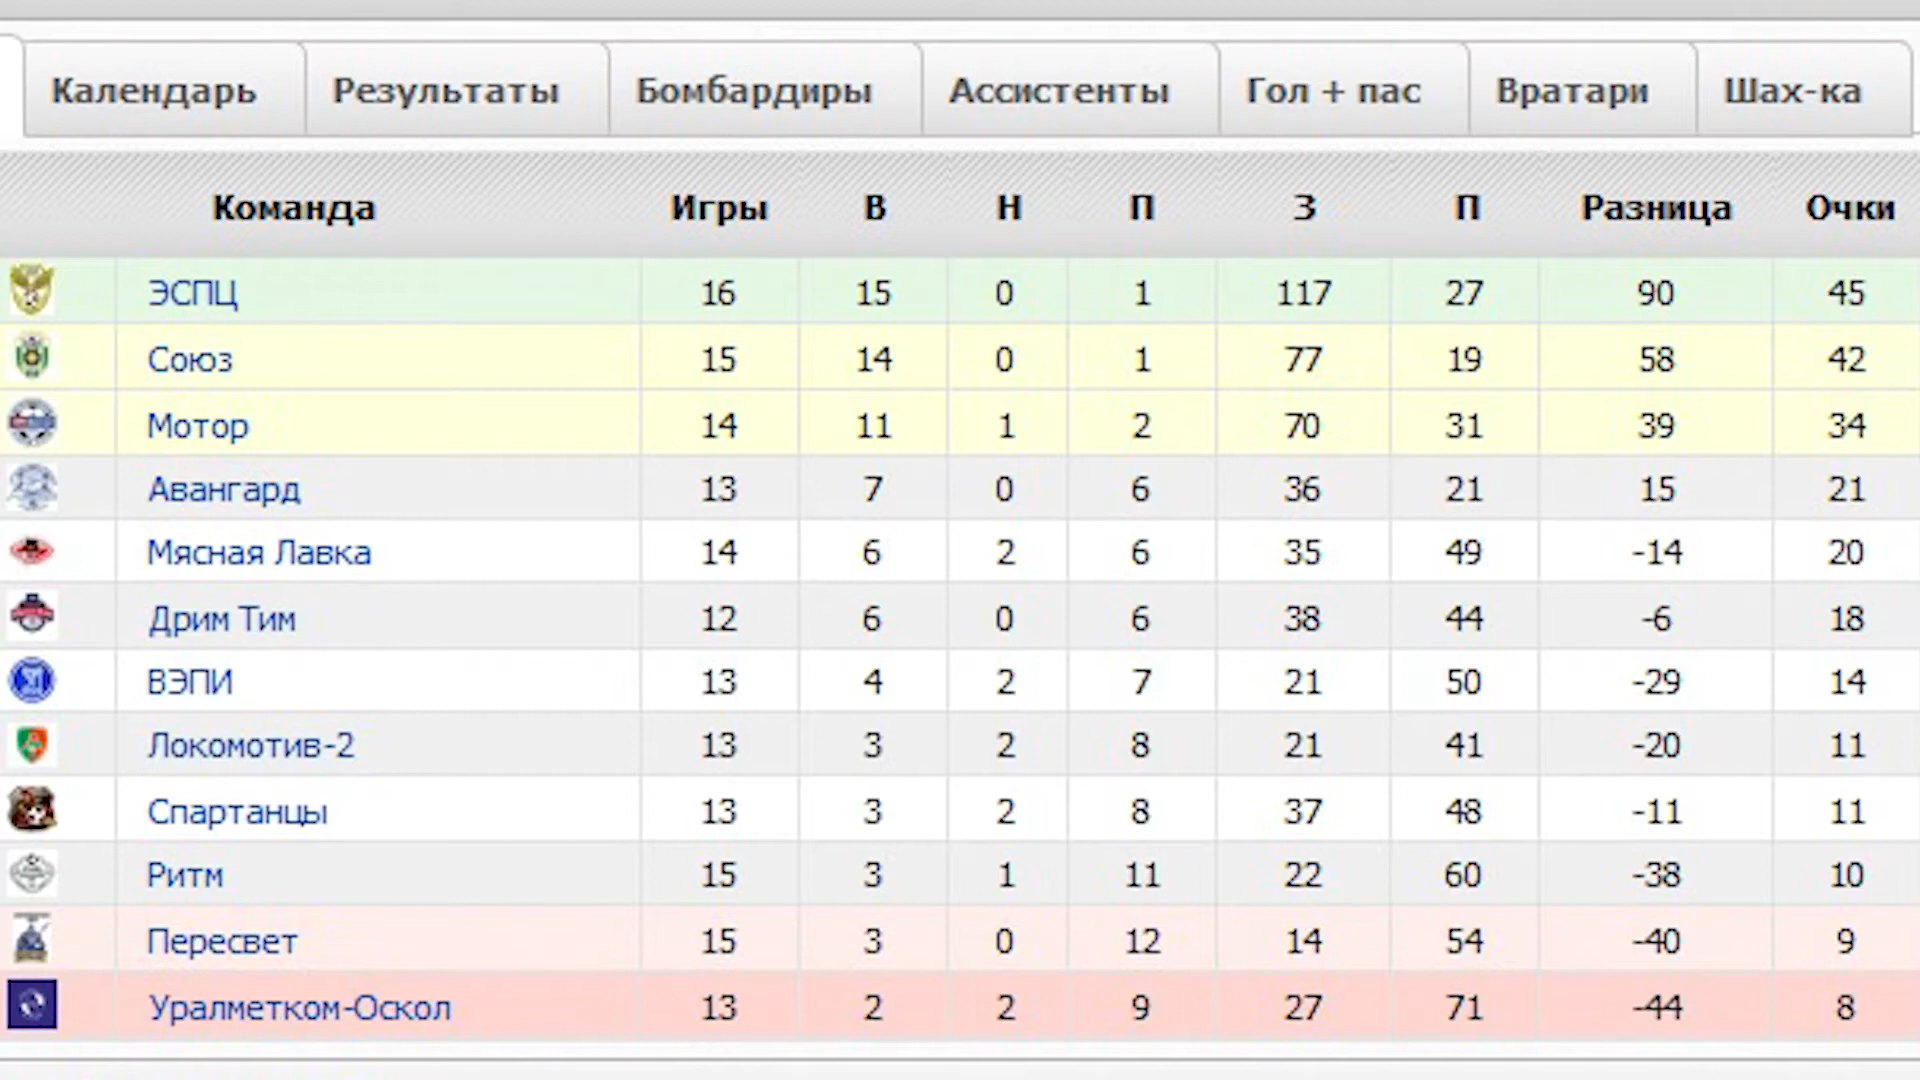 Календарь Результаты Бомбардиры Ассистенты Гол + пас Вратари Шах-ка
Команда Игры В Н П З П Разница Очки
ЭСПЦ 16 15 0 1 117 27 90 45
Союз 15 14 0 1 77 19 58 42
Мотор 14 11 1 2 70 31 39 34
Авангард 13 7 0 6 36 21 15 21
Мясная Лавка 14 6 2 6 35 49 -14 20
Дрим Тим 12 6 0 6 38 44 -6 18
ВЭПИ 13 4 2 7 21 50 -29 14
Локомотив-2 13 3 2 8 21 41 -20 11
Спартанцы 13 3 2 8 37 48 -11 11
Ритм 15 3 1 11 22 60 -38 10
Пересвет 15 3 0 12 14 54 -40 9
Уралметком-Оскол 13 2 2 9 27 71 -44 8